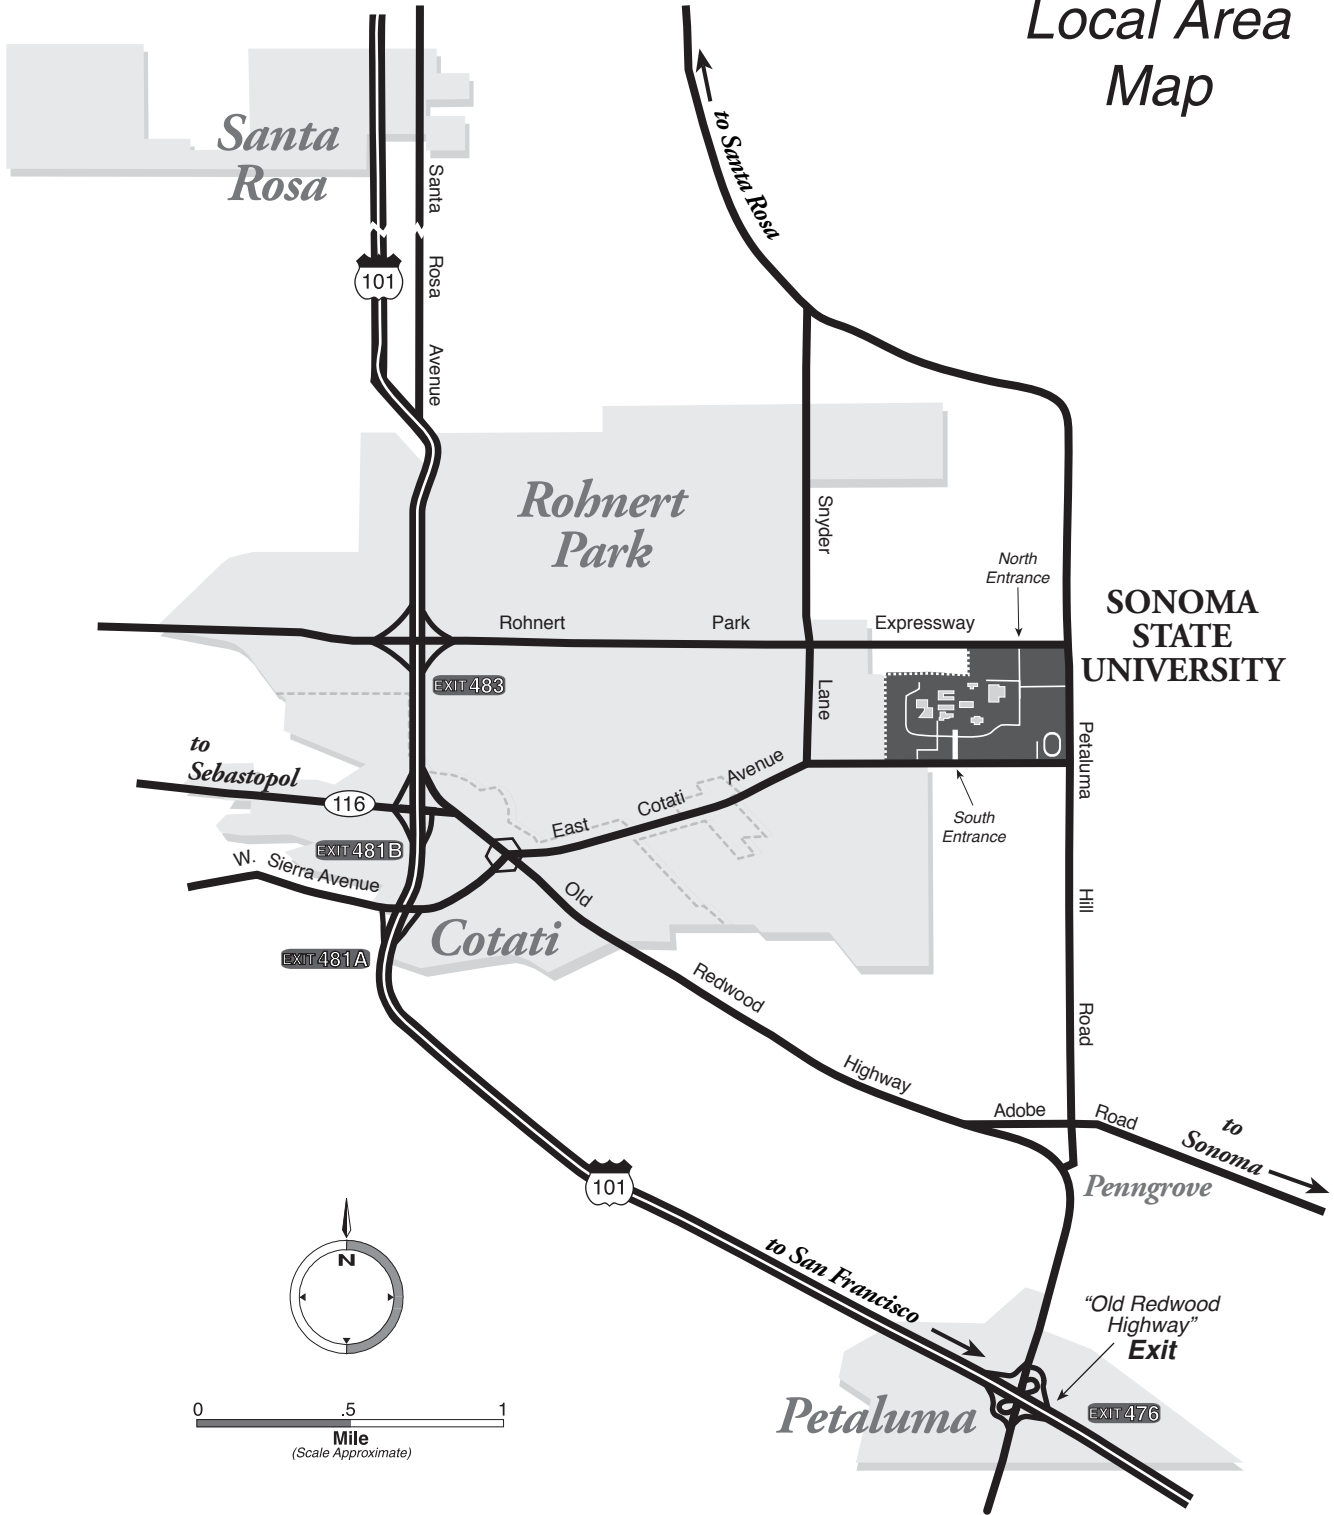 Local Area
Map
Santa
Rosa
to Santa Rosa
Santa Rosa Avenue
101
Rohnert
Park
Snyder Lane
North
Entrance
SONOMA
STATE
UNIVERSITY
Rohnert Park Expressway
EXIT 483
to
Sebastopol
116
East Cotati Avenue
South
Entrance
Petaluma Hill Road
EXIT 481B
W. Sierra Avenue
Cotati
EXIT 481A
Old Redwood Highway
Adobe Road
to
Sonoma
Penngrove
101
N
to San Francisco
"Old Redwood
Highway"
Exit
EXIT 476
Petaluma
0 .5 1
Mile
(Scale Approximate)